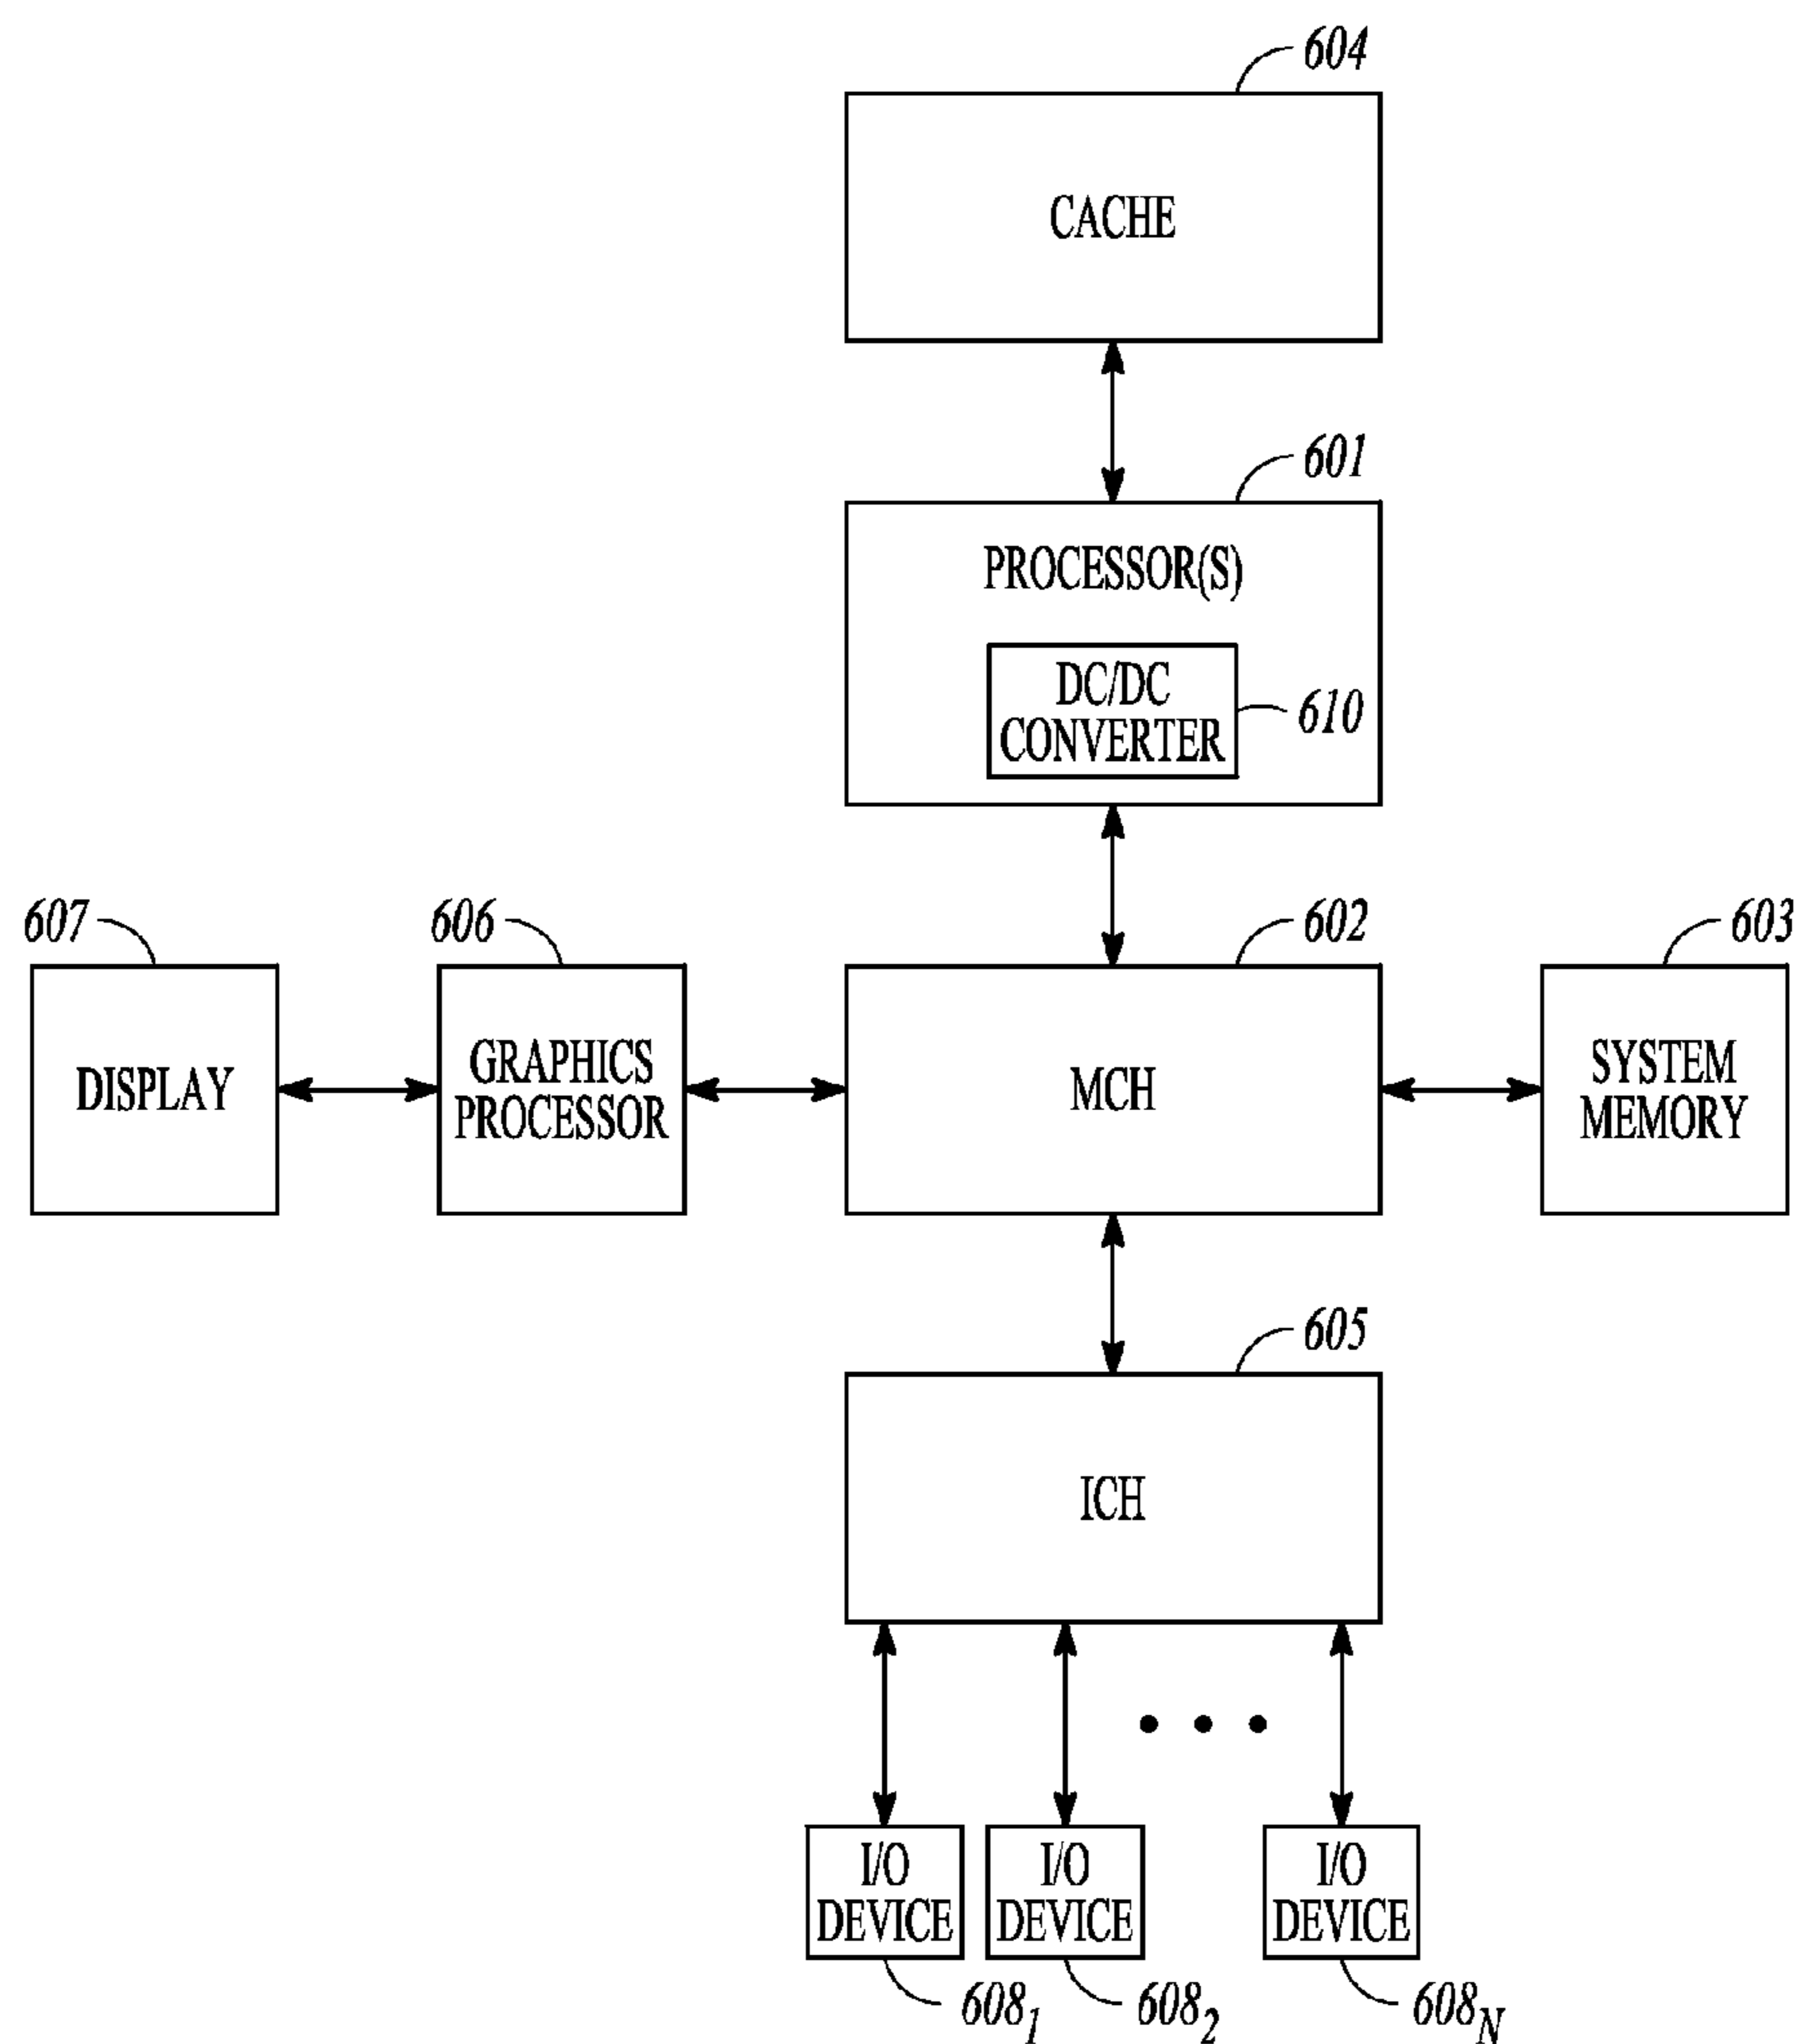 604
CACHE
601
PROCESSOR(S)
DC/DC
CONVERTER
610
607
606
602
603
DISPLAY
GRAPHICS
PROCESSOR
MCH
SYSTEM
MEMORY
605
ICH
I/O
DEVICE
I/O
DEVICE
I/O
DEVICE
608₁
608₂
608N